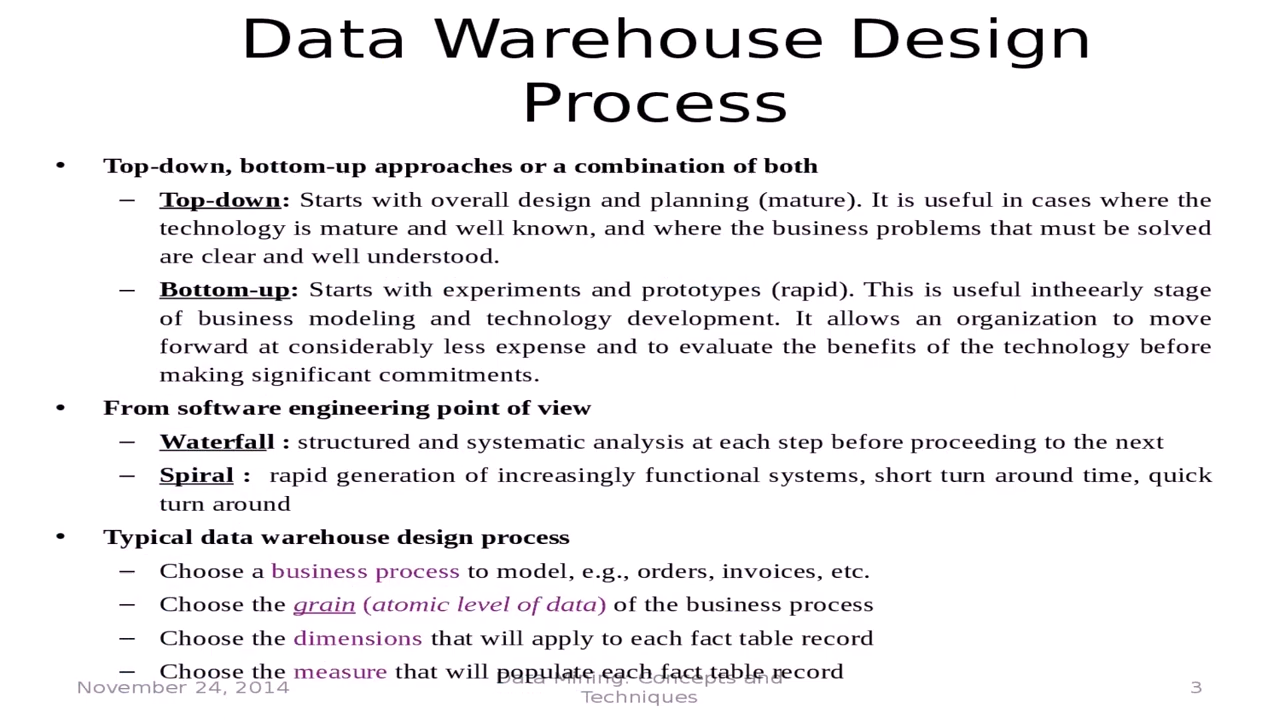 Data Warehouse Design
Process
• Top-down, bottom-up approaches or a combination of both
– Top-down: Starts with overall design and planning (mature). It is useful in cases where the
technology is mature and well known, and where the business problems that must be solved
are clear and well understood.
– Bottom-up: Starts with experiments and prototypes (rapid). This is useful intheearly stage
of business modeling and technology development. It allows an organization to move
forward at considerably less expense and to evaluate the benefits of the technology before
making significant commitments.
• From software engineering point of view
– Waterfall : structured and systematic analysis at each step before proceeding to the next
– Spiral : rapid generation of increasingly functional systems, short turn around time, quick
turn around
• Typical data warehouse design process
– Choose a business process to model, e.g., orders, invoices, etc.
– Choose the grain (atomic level of data) of the business process
– Choose the dimensions that will apply to each fact table record
– Choose the measure that will populate each fact table record
November 24, 2014
Data Mining: Concepts and
Techniques
3